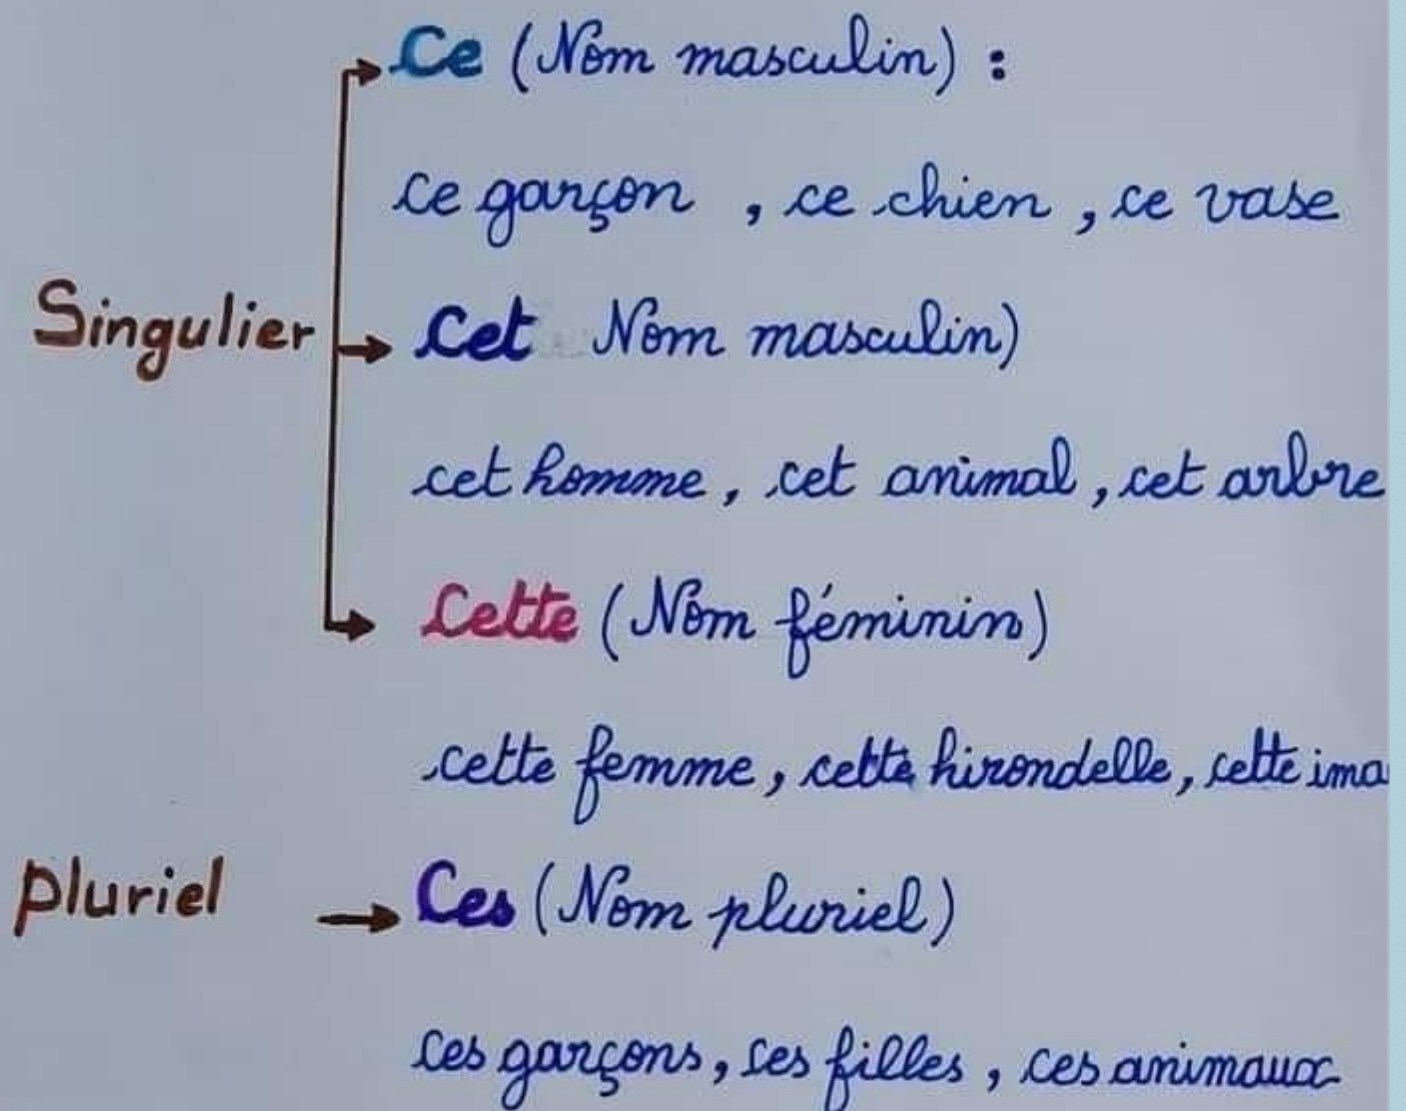 Ce (Nom masculin) :
ce garçon , ce chien , ce vase
Singulier
Cet Nom masculin)
cet homme, cet animal, cet arbre
Cette (Nom féminin)
cette femme, cette hirondelle, cette ima
pluriel
Ces (Nom pluriel)
ces garçons, ces filles, ces animaux